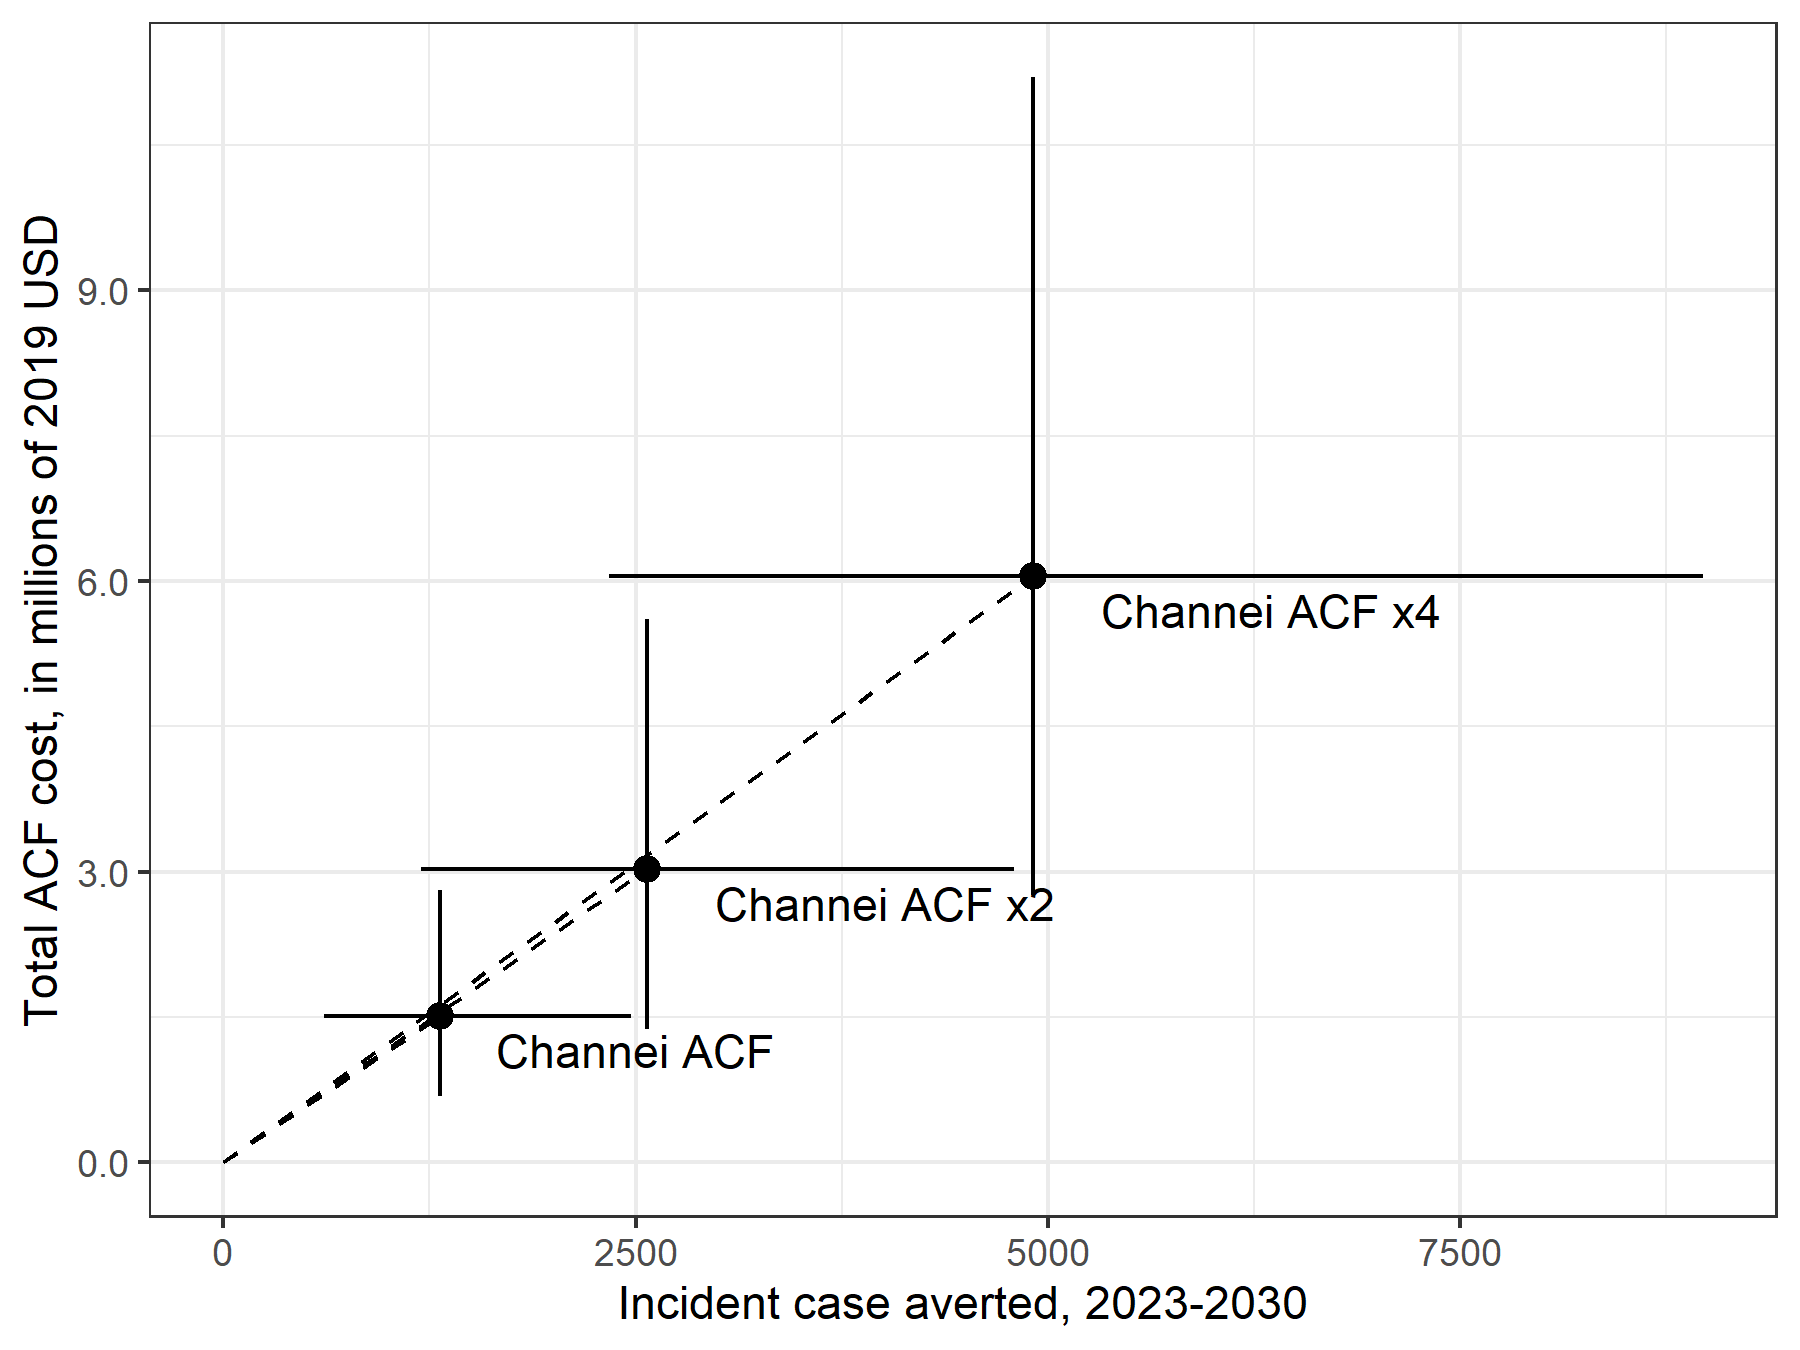 Total ACF cost, in millions of 2019 USD
9.0
6.0
3.0
0.0
Channei ACF x4
Channei ACF x2
Channei ACF
0 2500 5000 7500
Incident case averted, 2023-2030